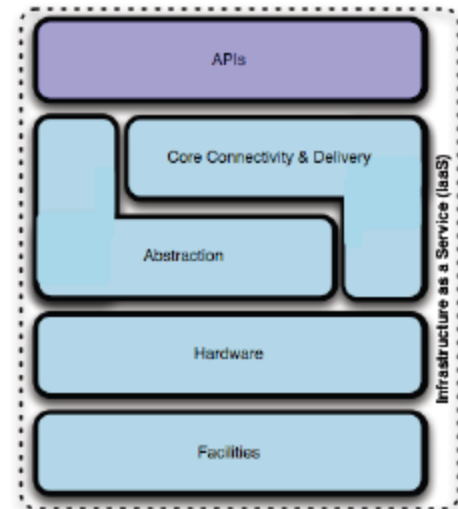 APIs
Core Connectivity & Delivery
Abstraction
Hardware
Facilities
Infrastructure as a Service (IaaS)